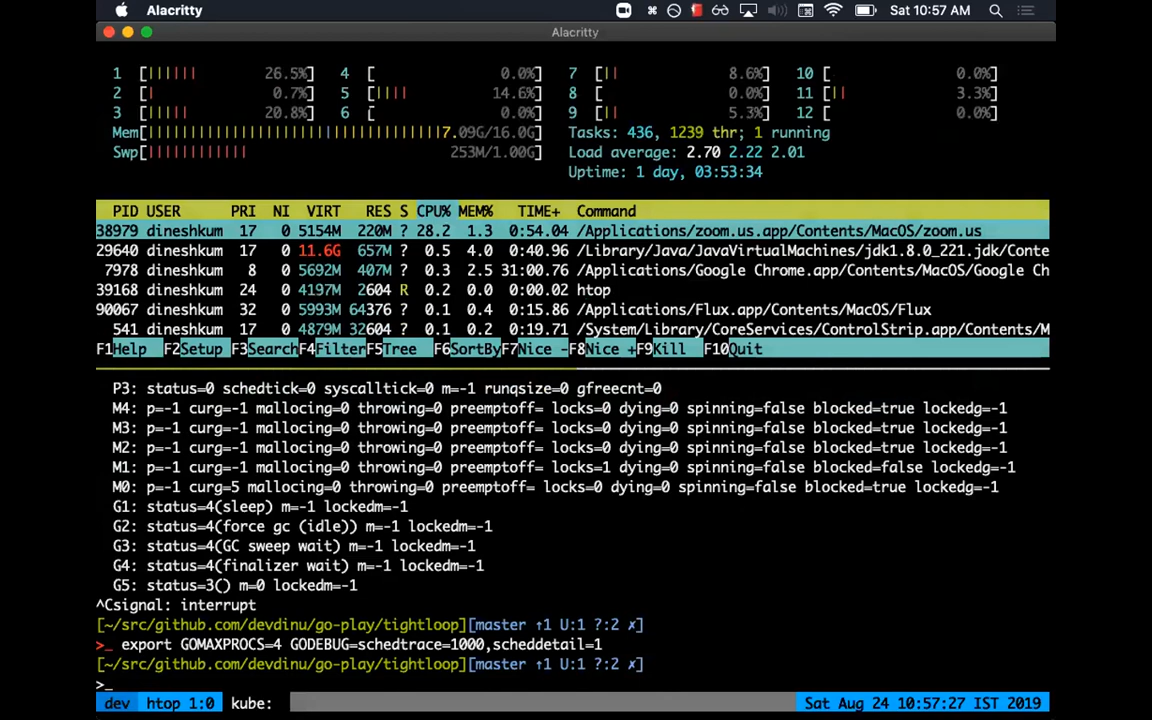 Alacritty Sat 10:57 AM
Alacritty
1 [|||||| 26.5%] 4 [ 0.0%] 7 [|| 8.6%] 10 [ 0.0%]
2 [| 0.7%] 5 [|||| 14.6%] 8 [ 0.0%] 11 [|| 3.3%]
3 [||||| 20.8%] 6 [ 0.0%] 9 [|| 5.3%] 12 [ 0.0%]
Mem[||||||||||||||||||||||||||||7.09G/16.0G] Tasks: 436, 1239 thr; 1 running
Swp[|||||||||| 253M/1.00G] Load average: 2.70 2.22 2.01
Uptime: 1 day, 03:53:34
PID USER PRI NI VIRT RES S CPU% MEM% TIME+ Command
38979 dineshkum 17 0 5154M 220M ? 28.2 1.3 0:54.04 /Applications/zoom.us.app/Contents/MacOS/zoom.us
29640 dineshkum 17 0 11.6G 657M ? 0.5 4.0 0:40.96 /Library/Java/JavaVirtualMachines/jdk1.8.0_221.jdk/Conte
7978 dineshkum 8 0 5692M 407M ? 0.3 2.5 31:00.76 /Applications/Google Chrome.app/Contents/MacOS/Google Ch
39168 dineshkum 24 0 4197M 2604 R 0.2 0.0 0:00.02 htop
90067 dineshkum 32 0 5993M 64376 ? 0.1 0.4 0:15.86 /Applications/Flux.app/Contents/MacOS/Flux
541 dineshkum 17 0 4879M 32604 ? 0.1 0.2 0:19.71 /System/Library/CoreServices/ControlStrip.app/Contents/M
F1Help F2Setup F3SearchF4FilterF5Tree F6SortByF7Nice -F8Nice +F9Kill F10Quit
P3: status=0 schedtick=0 syscalltick=0 m=-1 runqsize=0 gfreecnt=0
M4: p=-1 curg=-1 mallocing=0 throwing=0 preemptoff= locks=0 dying=0 spinning=false blocked=true lockedg=-1
M3: p=-1 curg=-1 mallocing=0 throwing=0 preemptoff= locks=0 dying=0 spinning=false blocked=true lockedg=-1
M2: p=-1 curg=-1 mallocing=0 throwing=0 preemptoff= locks=0 dying=0 spinning=false blocked=true lockedg=-1
M1: p=-1 curg=-1 mallocing=0 throwing=0 preemptoff= locks=1 dying=0 spinning=false blocked=false lockedg=-1
M0: p=-1 curg=5 mallocing=0 throwing=0 preemptoff= locks=0 dying=0 spinning=false blocked=true lockedg=-1
G1: status=4(sleep) m=-1 lockedm=-1
G2: status=4(force gc (idle)) m=-1 lockedm=-1
G3: status=4(GC sweep wait) m=-1 lockedm=-1
G4: status=4(finalizer wait) m=-1 lockedm=-1
G5: status=3() m=0 lockedm=-1
^Csignal: interrupt
[~/src/github.com/devdinu/go-play/tightloop][master ↑1 U:1 ?:2 ✗]
>_ export GOMAXPROCS=4 GODEBUG=schedtrace=1000,scheddetail=1
[~/src/github.com/devdinu/go-play/tightloop][master ↑1 U:1 ?:2 ✗]
>_
dev htop 1:0 kube: Sat Aug 24 10:57:27 IST 2019